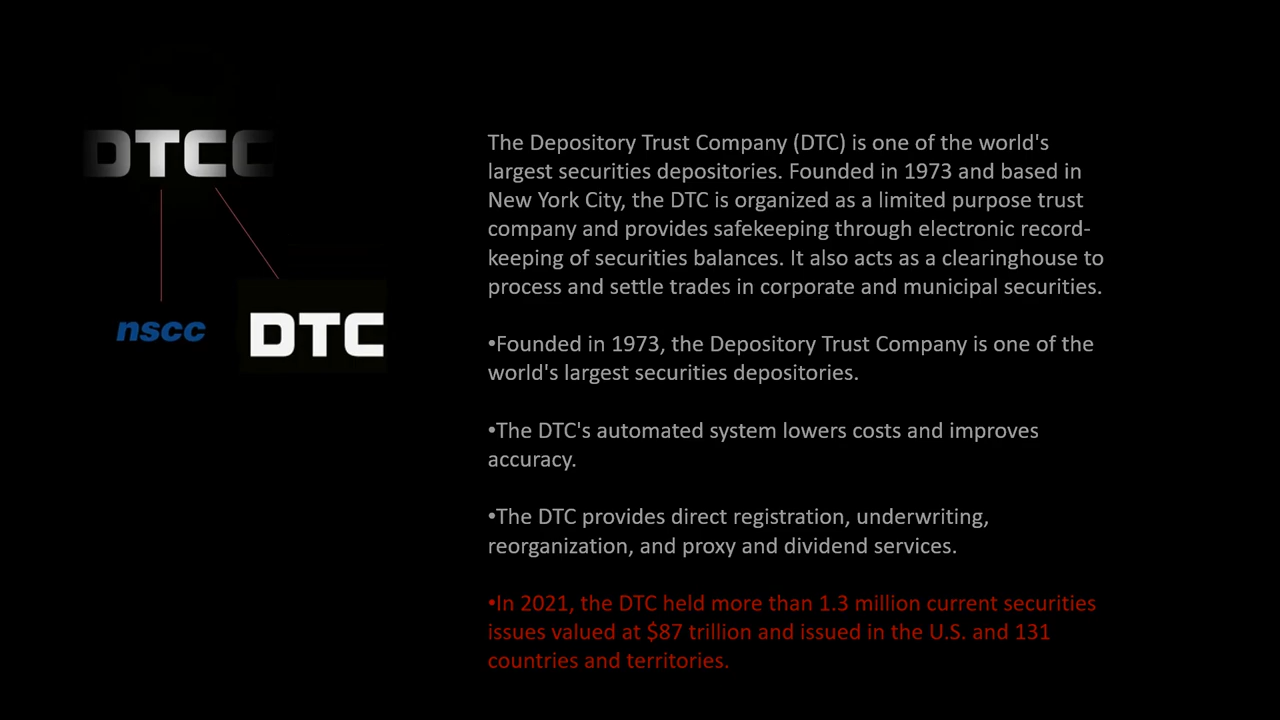 DTCC
nscc
DTC
The Depository Trust Company (DTC) is one of the world's
largest securities depositories. Founded in 1973 and based in
New York City, the DTC is organized as a limited purpose trust
company and provides safekeeping through electronic record-
keeping of securities balances. It also acts as a clearinghouse to
process and settle trades in corporate and municipal securities.
•Founded in 1973, the Depository Trust Company is one of the
world's largest securities depositories.
•The DTC's automated system lowers costs and improves
accuracy.
•The DTC provides direct registration, underwriting,
reorganization, and proxy and dividend services.
•In 2021, the DTC held more than 1.3 million current securities
issues valued at $87 trillion and issued in the U.S. and 131
countries and territories.